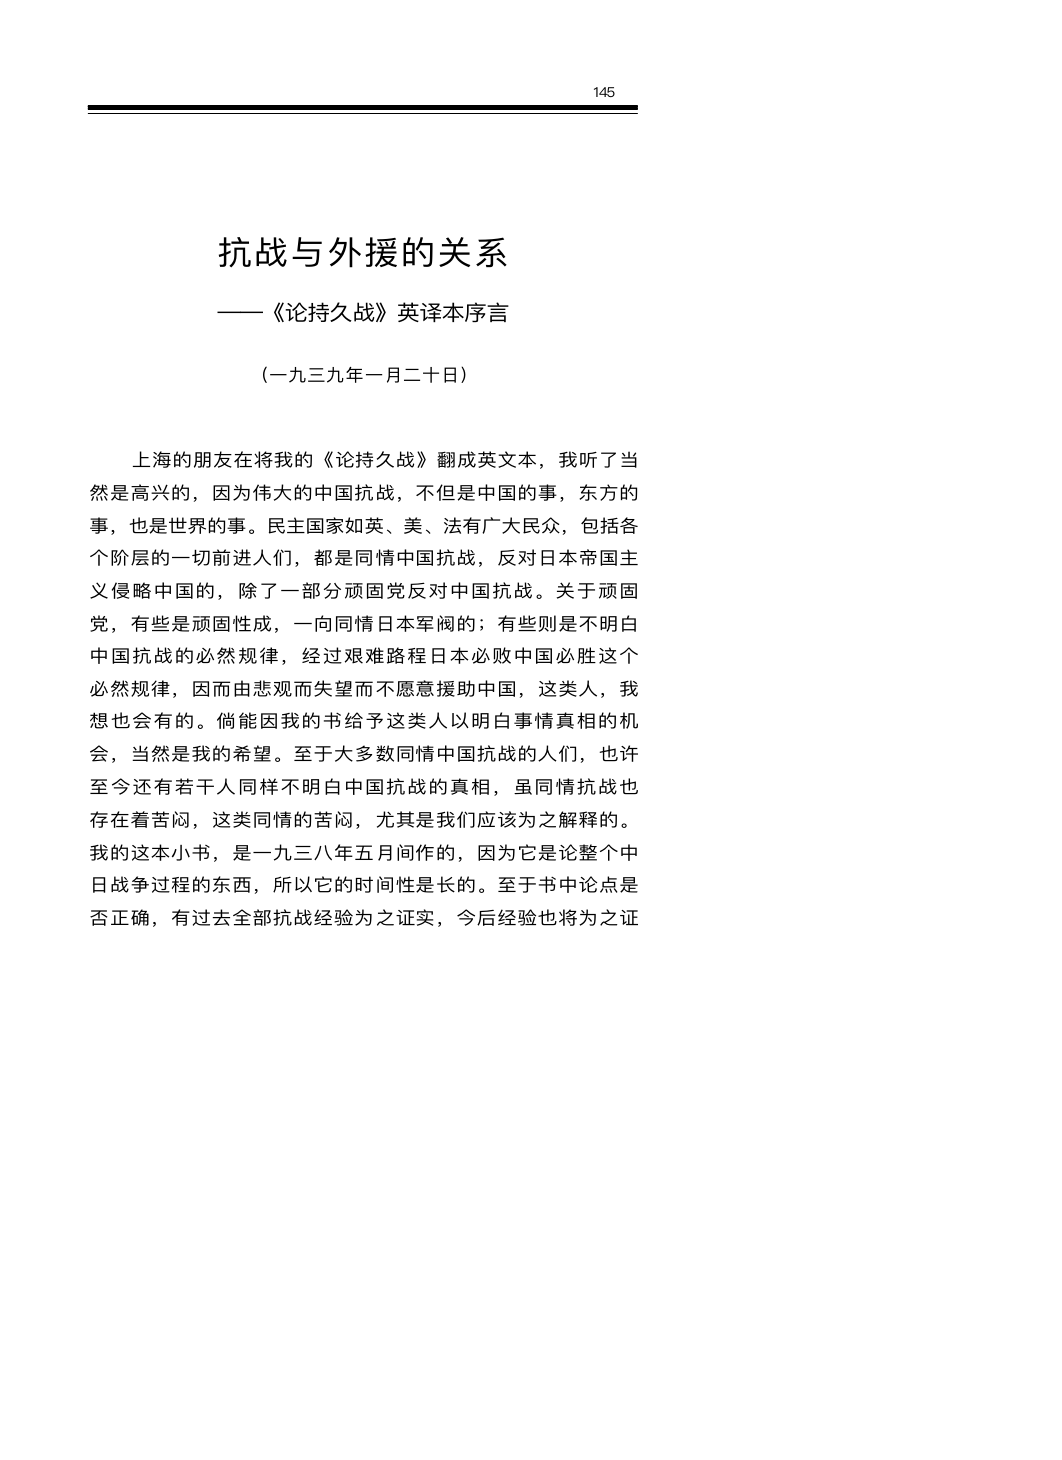 145
抗战与外援的关系
——《论持久战》英译本序言
（一九三九年一月二十日）
上海的朋友在将我的《论持久战》翻成英文本，我听了当
然是高兴的，因为伟大的中国抗战，不但是中国的事，东方的
事，也是世界的事。民主国家如英、美、法有广大民众，包括各
个阶层的一切前进人们，都是同情中国抗战，反对日本帝国主
义侵略中国的，除了一部分顽固党反对中国抗战。关于顽固
党，有些是顽固性成，一向同情日本军阀的；有些则是不明白
中国抗战的必然规律，经过艰难路程日本必败中国必胜这个
必然规律，因而由悲观而失望而不愿意援助中国，这类人，我
想也会有的。倘能因我的书给予这类人以明白事情真相的机
会，当然是我的希望。至于大多数同情中国抗战的人们，也许
至今还有若干人同样不明白中国抗战的真相，虽同情抗战也
存在着苦闷，这类同情的苦闷，尤其是我们应该为之解释的。
我的这本小书，是一九三八年五月间作的，因为它是论整个中
日战争过程的东西，所以它的时间性是长的。至于书中论点是
否正确，有过去全部抗战经验为之证实，今后经验也将为之证